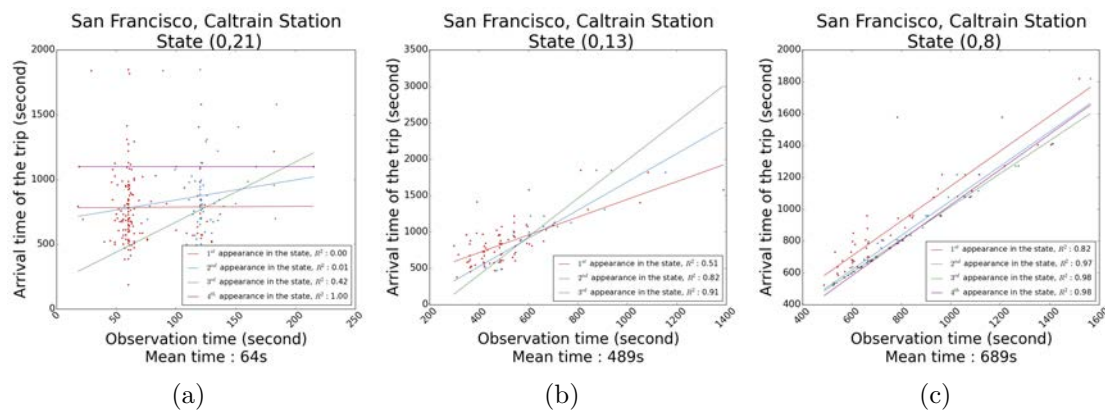 San Francisco, Caltrain Station
State (0,21)
Arrival time of the trip (second)
2000
1500
1000
500
0
0
50
100
150
200
250
1st appearance in the state, R² : 0.00
2nd appearance in the state, R² : 0.01
3rd appearance in the state, R² : 0.42
4th appearance in the state, R² : 1.00
Observation time (second)
Mean time : 64s
(a)
San Francisco, Caltrain Station
State (0,13)
Arrival time of the trip (second)
3500
3000
2500
2000
1500
1000
500
0
200
400
600
800
1000
1200
1400
1st appearance in the state, R² : 0.51
2nd appearance in the state, R² : 0.82
3rd appearance in the state, R² : 0.91
Observation time (second)
Mean time : 489s
(b)
San Francisco, Caltrain Station
State (0,8)
Arrival time of the trip (second)
1800
1600
1400
1200
1000
800
600
400
400
600
800
1000
1200
1400
1600
1st appearance in the state, R² : 0.82
2nd appearance in the state, R² : 0.97
3rd appearance in the state, R² : 0.98
4th appearance in the state, R² : 0.98
Observation time (second)
Mean time : 689s
(c)